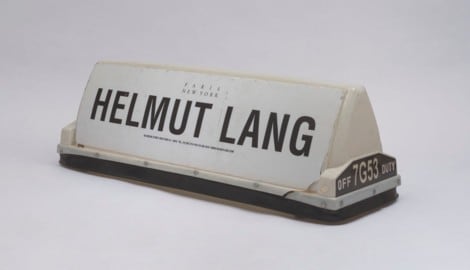 PARIS
NEW YORK
HELMUT LANG
OFF 7G53 DUTY